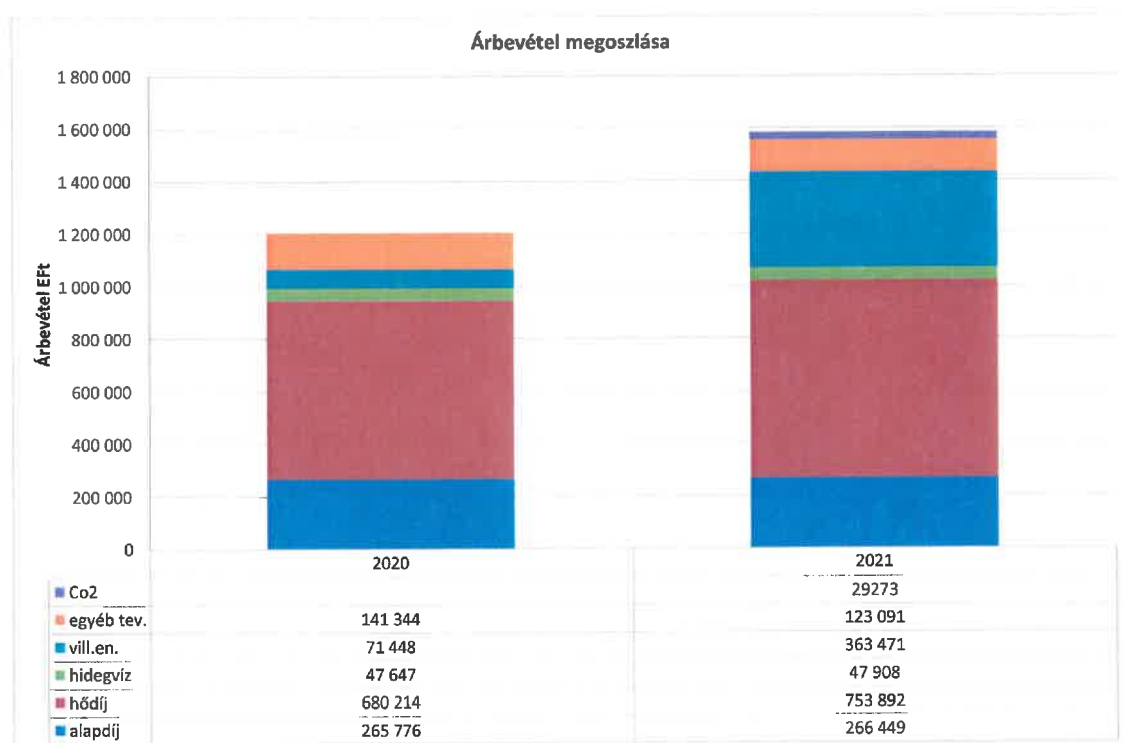 Árbevétel megoszlása
Árbevétel EFt
1 800 000
1 600 000
1 400 000
1 200 000
1 000 000
800 000
600 000
400 000
200 000
0
2020 2021
Co2 29273
egyéb tev. 141 344 123 091
vill.en. 71 448 363 471
hidegvíz 47 647 47 908
hődíj 680 214 753 892
alapdíj 265 776 266 449